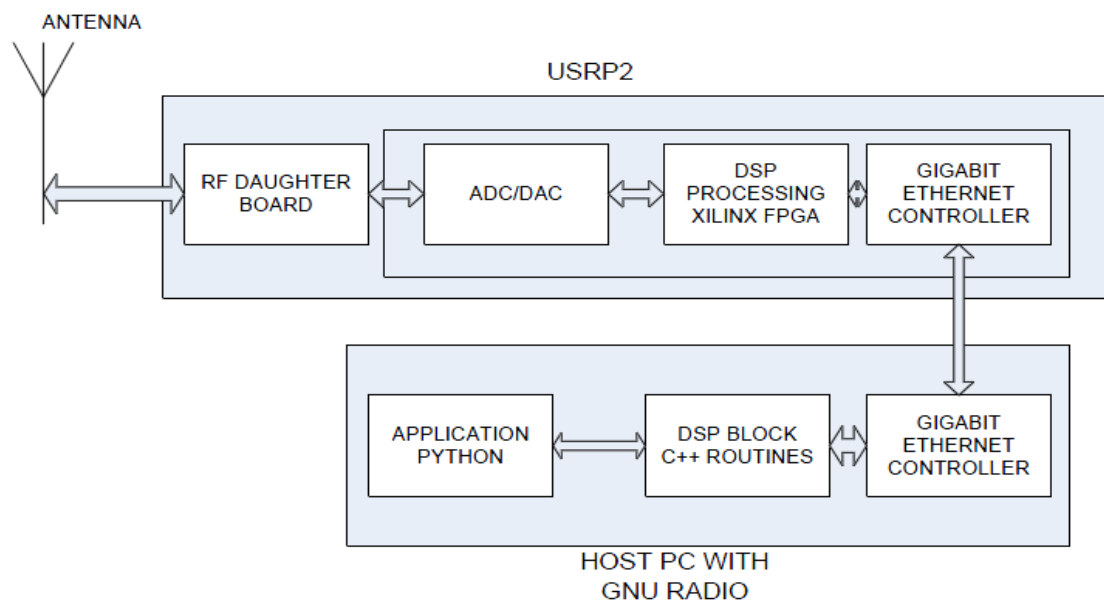 ANTENNA
USRP2
RF DAUGHTER
BOARD
ADC/DAC
DSP
PROCESSING
XILINX FPGA
GIGABIT
ETHERNET
CONTROLLER
APPLICATION
PYTHON
DSP BLOCK
C++ ROUTINES
GIGABIT
ETHERNET
CONTROLLER
HOST PC WITH
GNU RADIO